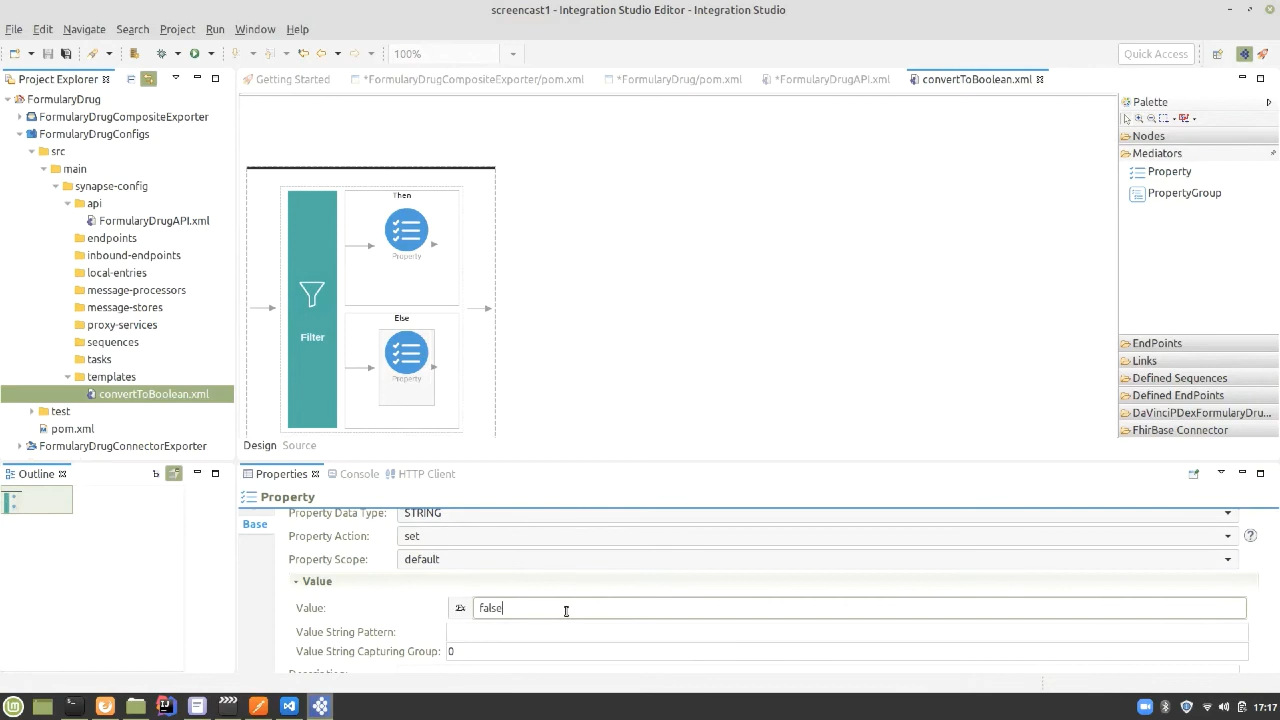 screencast1 - Integration Studio Editor - Integration Studio
File Edit Navigate Search Project Run Window Help
100%
Quick Access
Project Explorer
Getting Started
*FormularyDrugCompositeExporter/pom.xml
*FormularyDrug/pom.xml
*FormularyDrugAPI.xml
convertToBoolean.xml
FormularyDrug
FormularyDrugCompositeExporter
FormularyDrugConfigs
src
main
synapse-config
api
FormularyDrugAPI.xml
endpoints
inbound-endpoints
local-entries
message-processors
message-stores
proxy-services
sequences
tasks
templates
convertToBoolean.xml
test
pom.xml
FormularyDrugConnectorExporter
Then
Property
Filter
Else
Property
Design Source
Palette
Nodes
Mediators
Property
PropertyGroup
EndPoints
Links
Defined Sequences
Defined EndPoints
DaVinciPDexFormularyDru...
FhirBase Connector
Outline
Properties
Console
HTTP Client
Property
Base
Property Data Type: STRING
Property Action: set
Property Scope: default
Value
Value: false
Value String Pattern:
Value String Capturing Group: 0
Description:
17:17